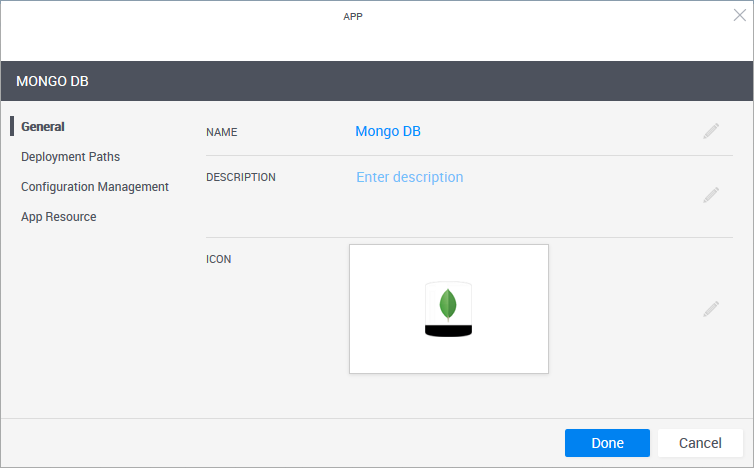 APP
MONGO DB
General
Deployment Paths
Configuration Management
App Resource
NAME
Mongo DB
DESCRIPTION
Enter description
ICON
Done
Cancel